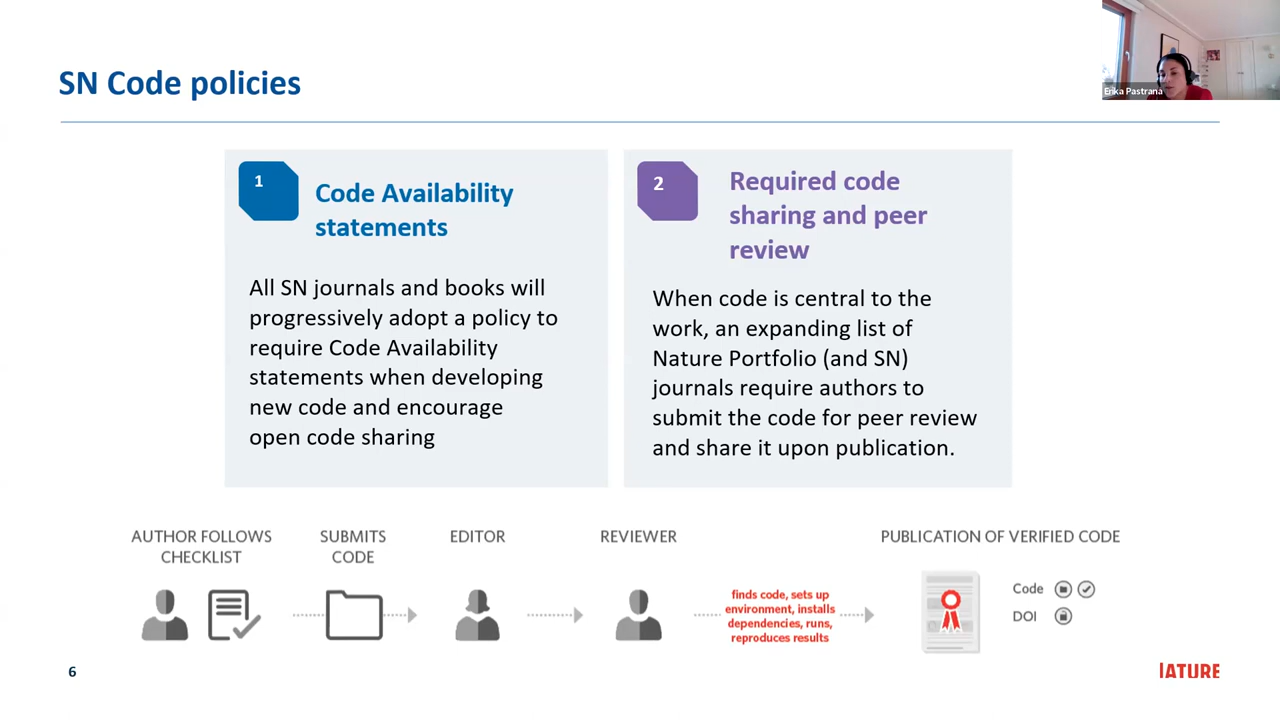 SN Code policies
Erika Pastrana
1
Code Availability
statements
All SN journals and books will
progressively adopt a policy to
require Code Availability
statements when developing
new code and encourage
open code sharing
2
Required code
sharing and peer
review
When code is central to the
work, an expanding list of
Nature Portfolio (and SN)
journals require authors to
submit the code for peer review
and share it upon publication.
AUTHOR FOLLOWS
CHECKLIST
SUBMITS
CODE
EDITOR
REVIEWER
finds code, sets up
environment, installs
dependencies, runs,
reproduces results
PUBLICATION OF VERIFIED CODE
Code
DOI
6
NATURE